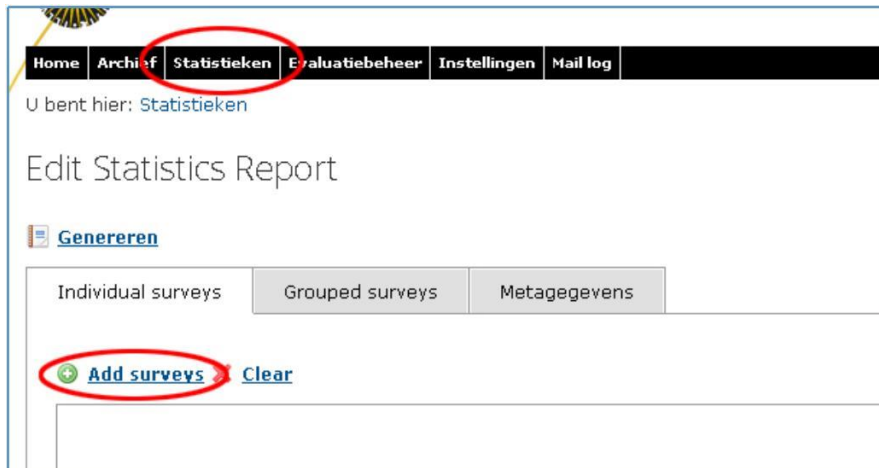 Home Archief Statistieken Evaluatiebeheer Instellingen Mail log
U bent hier: Statistieken
Edit Statistics Report
Genereren
Individual surveys Grouped surveys Metagegevens
Add surveys Clear